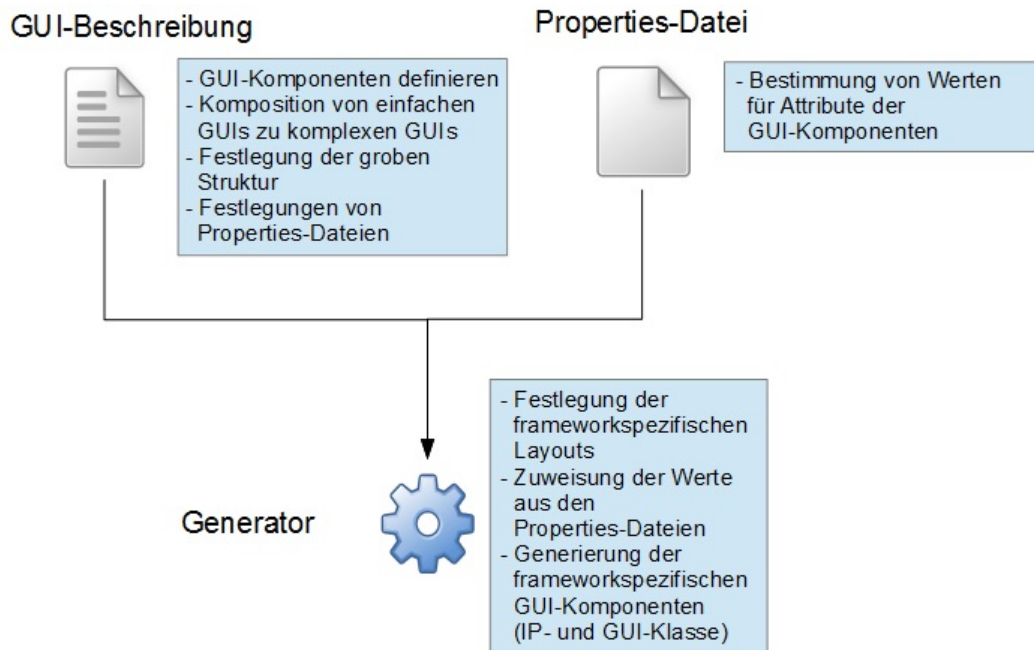 GUI-Beschreibung
- GUI-Komponenten definieren
- Komposition von einfachen
GUIs zu komplexen GUIs
- Festlegung der groben
Struktur
- Festlegungen von
Properties-Dateien
Properties-Datei
- Bestimmung von Werten
für Attribute der
GUI-Komponenten
Generator
- Festlegung der
frameworkspezifischen
Layouts
- Zuweisung der Werte
aus den
Properties-Dateien
- Generierung der
frameworkspezifischen
GUI-Komponenten
(IP- und GUI-Klasse)